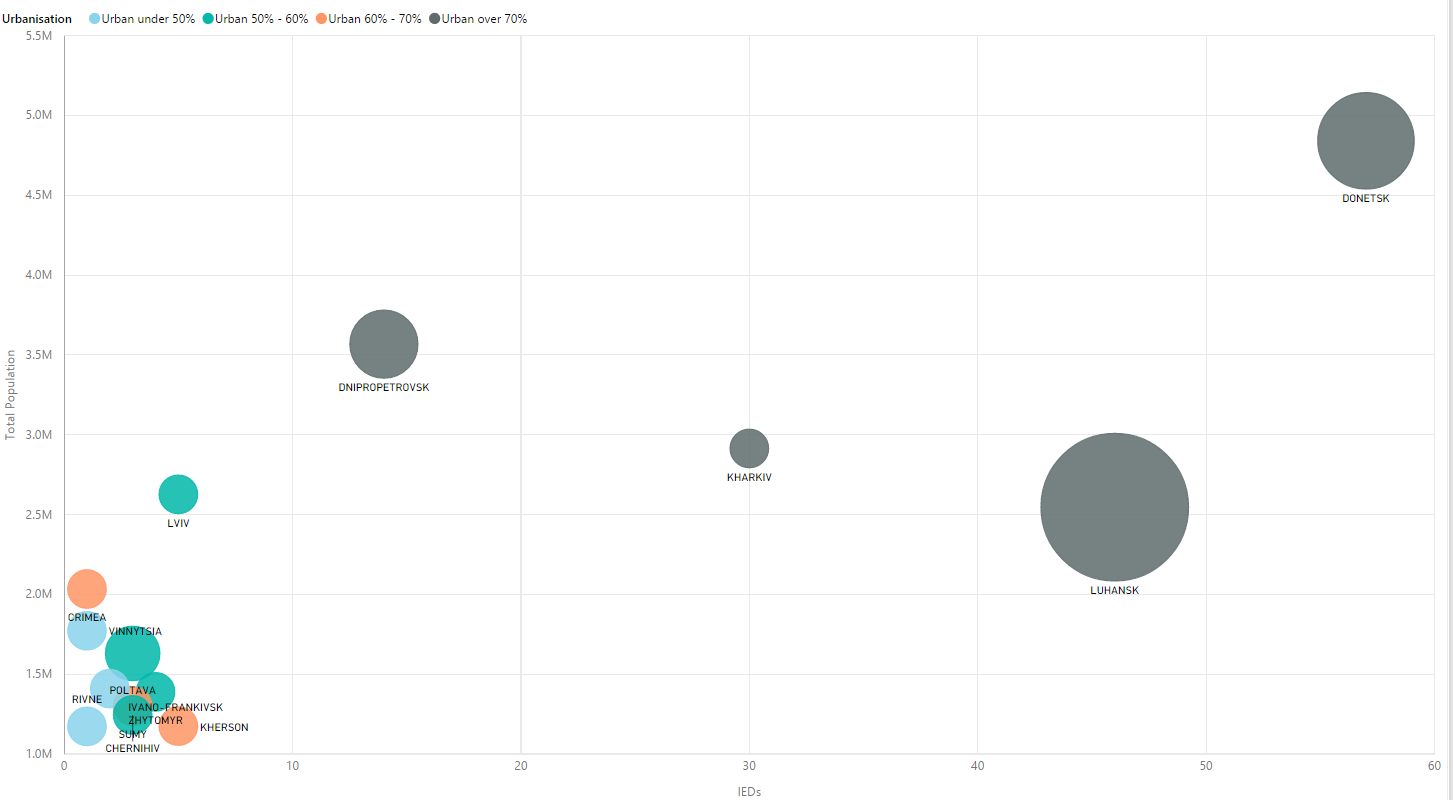 Urbanisation Urban under 50% Urban 50% - 60% Urban 60% - 70% Urban over 70%
5.5M
5.0M
4.5M
DONETSK
4.0M
3.5M
DNIPROPETROVSK
Total Population
3.0M
KHARKIV
2.5M
LVIV
2.0M
LUHANSK
CRIMEA
VINNYTSIA
1.5M
POLTAVA
RIVNE
IVANO-FRANKIVSK
ZHYTOMYR
KHERSON
SUMY
CHERNIHIV
1.0M
0 10 20 30 40 50 60
IEDs